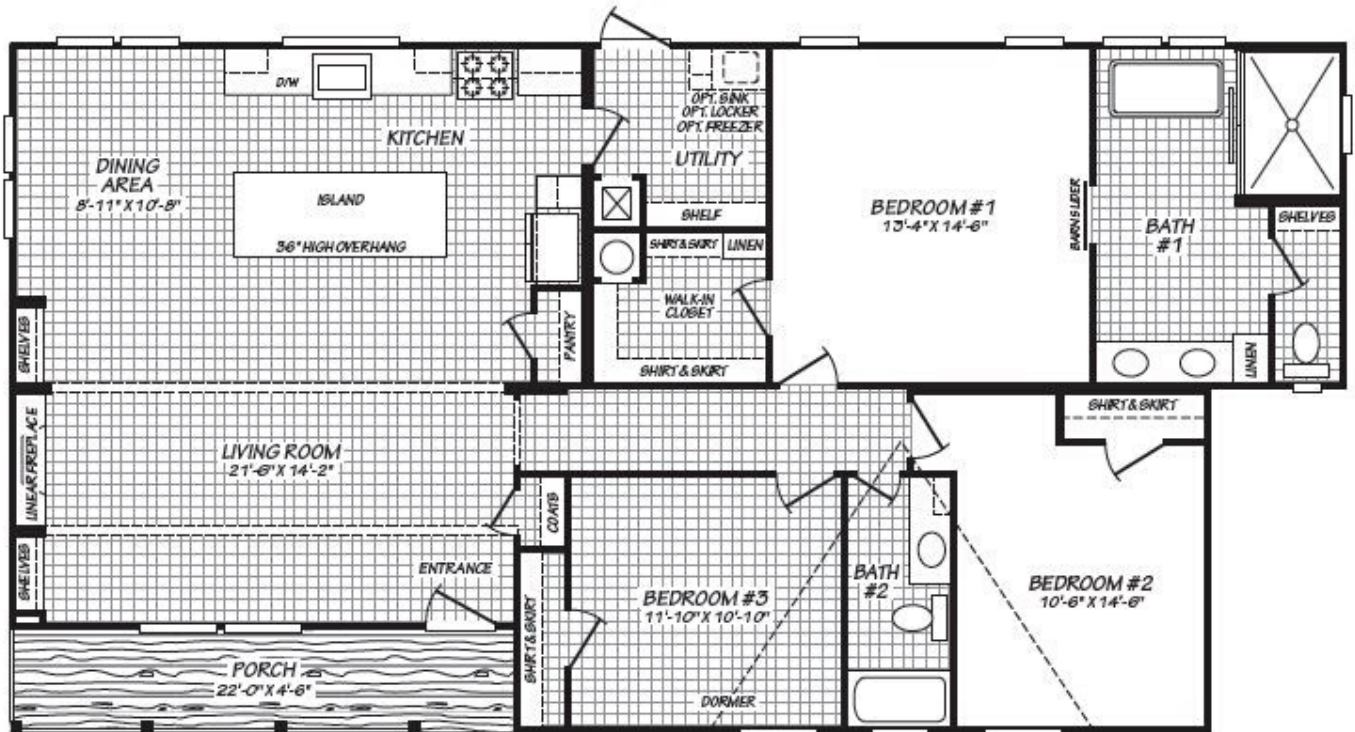 D/W
KITCHEN
DINING
AREA
8'-11" X 10'-8"
ISLAND
36" HIGH OVERHANG
OPT. SINK
OPT. LOCKER
OPT. FREEZER
UTILITY
SHELF
SHIRT & SKIRT
LINEN
WALK-IN
CLOSET
SHIRT & SKIRT
PANTRY
SHELVES
BEDROOM #1
13'-4" X 14'-6"
BARN SLIDER
BATH
#1
SHELVES
LINEN
LINEAR FIREPLACE
LIVING ROOM
21'-6" X 14'-2"
SHELVES
ENTRANCE
COATS
SHIRT & SKIRT
BEDROOM #3
11'-10" X 10'-10"
DORMER
BATH
#2
SHIRT & SKIRT
BEDROOM #2
10'-6" X 14'-6"
PORCH
22'-0" X 4'-6"